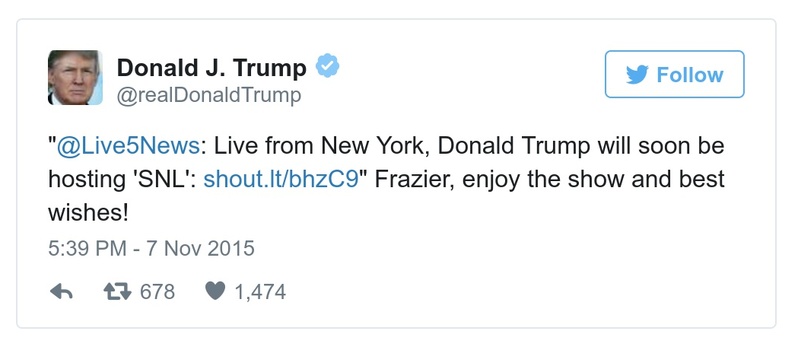 Donald J. Trump
@realDonaldTrump
Follow
"@Live5News: Live from New York, Donald Trump will soon be
hosting 'SNL': shout.lt/bhzC9" Frazier, enjoy the show and best
wishes!
5:39 PM - 7 Nov 2015
678 1,474